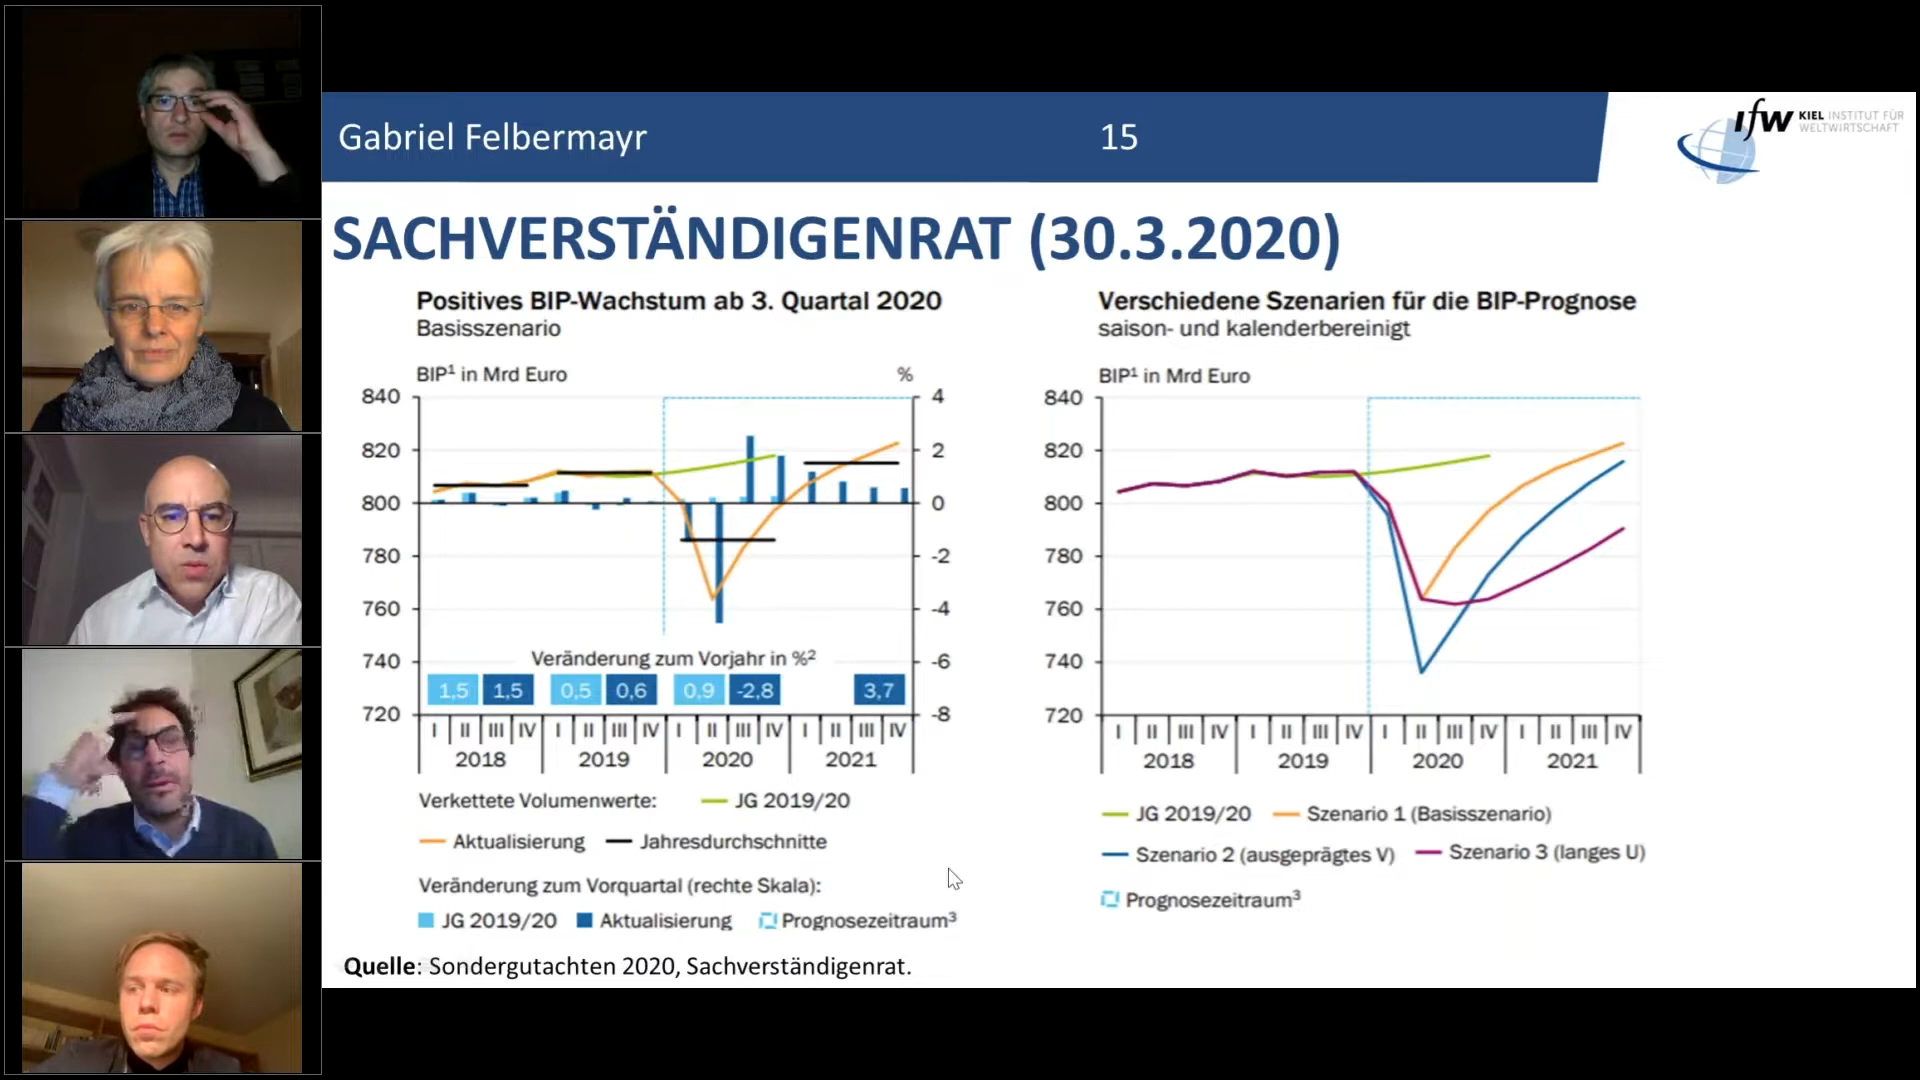 Gabriel Felbermayr
15
IfW KIEL INSTITUT FÜR
WELTWIRTSCHAFT
SACHVERSTÄNDIGENRAT (30.3.2020)
Positives BIP-Wachstum ab 3. Quartal 2020
Basisszenario
BIP¹ in Mrd Euro
%
840
820
800
780
760
740
720
4
2
0
-2
-4
-6
-8
Veränderung zum Vorjahr in %²
1,5 1,5 0,5 0,6 0,9 -2,8 3,7
I II III IV I II III IV I II III IV I II III IV
2018 2019 2020 2021
Verkettete Volumenwerte: JG 2019/20
Aktualisierung Jahresdurchschnitte
Veränderung zum Vorquartal (rechte Skala):
JG 2019/20 Aktualisierung Prognosezeitraum³
Verschiedene Szenarien für die BIP-Prognose
saison- und kalenderbereinigt
BIP¹ in Mrd Euro
840
820
800
780
760
740
720
I II III IV I II III IV I II III IV I II III IV
2018 2019 2020 2021
JG 2019/20 Szenario 1 (Basisszenario)
Szenario 2 (ausgeprägtes V) Szenario 3 (langes U)
Prognosezeitraum³
Quelle: Sondergutachten 2020, Sachverständigenrat.